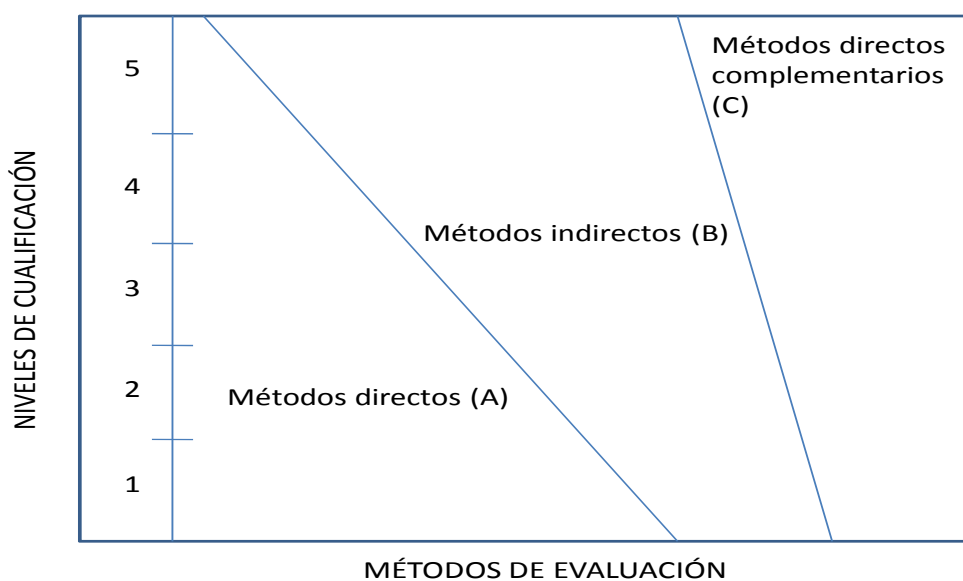 Métodos directos
complementarios
(C)
5
4
Métodos indirectos (B)
3
2
Métodos directos (A)
1
NIVELES DE CUALIFICACIÓN
MÉTODOS DE EVALUACIÓN